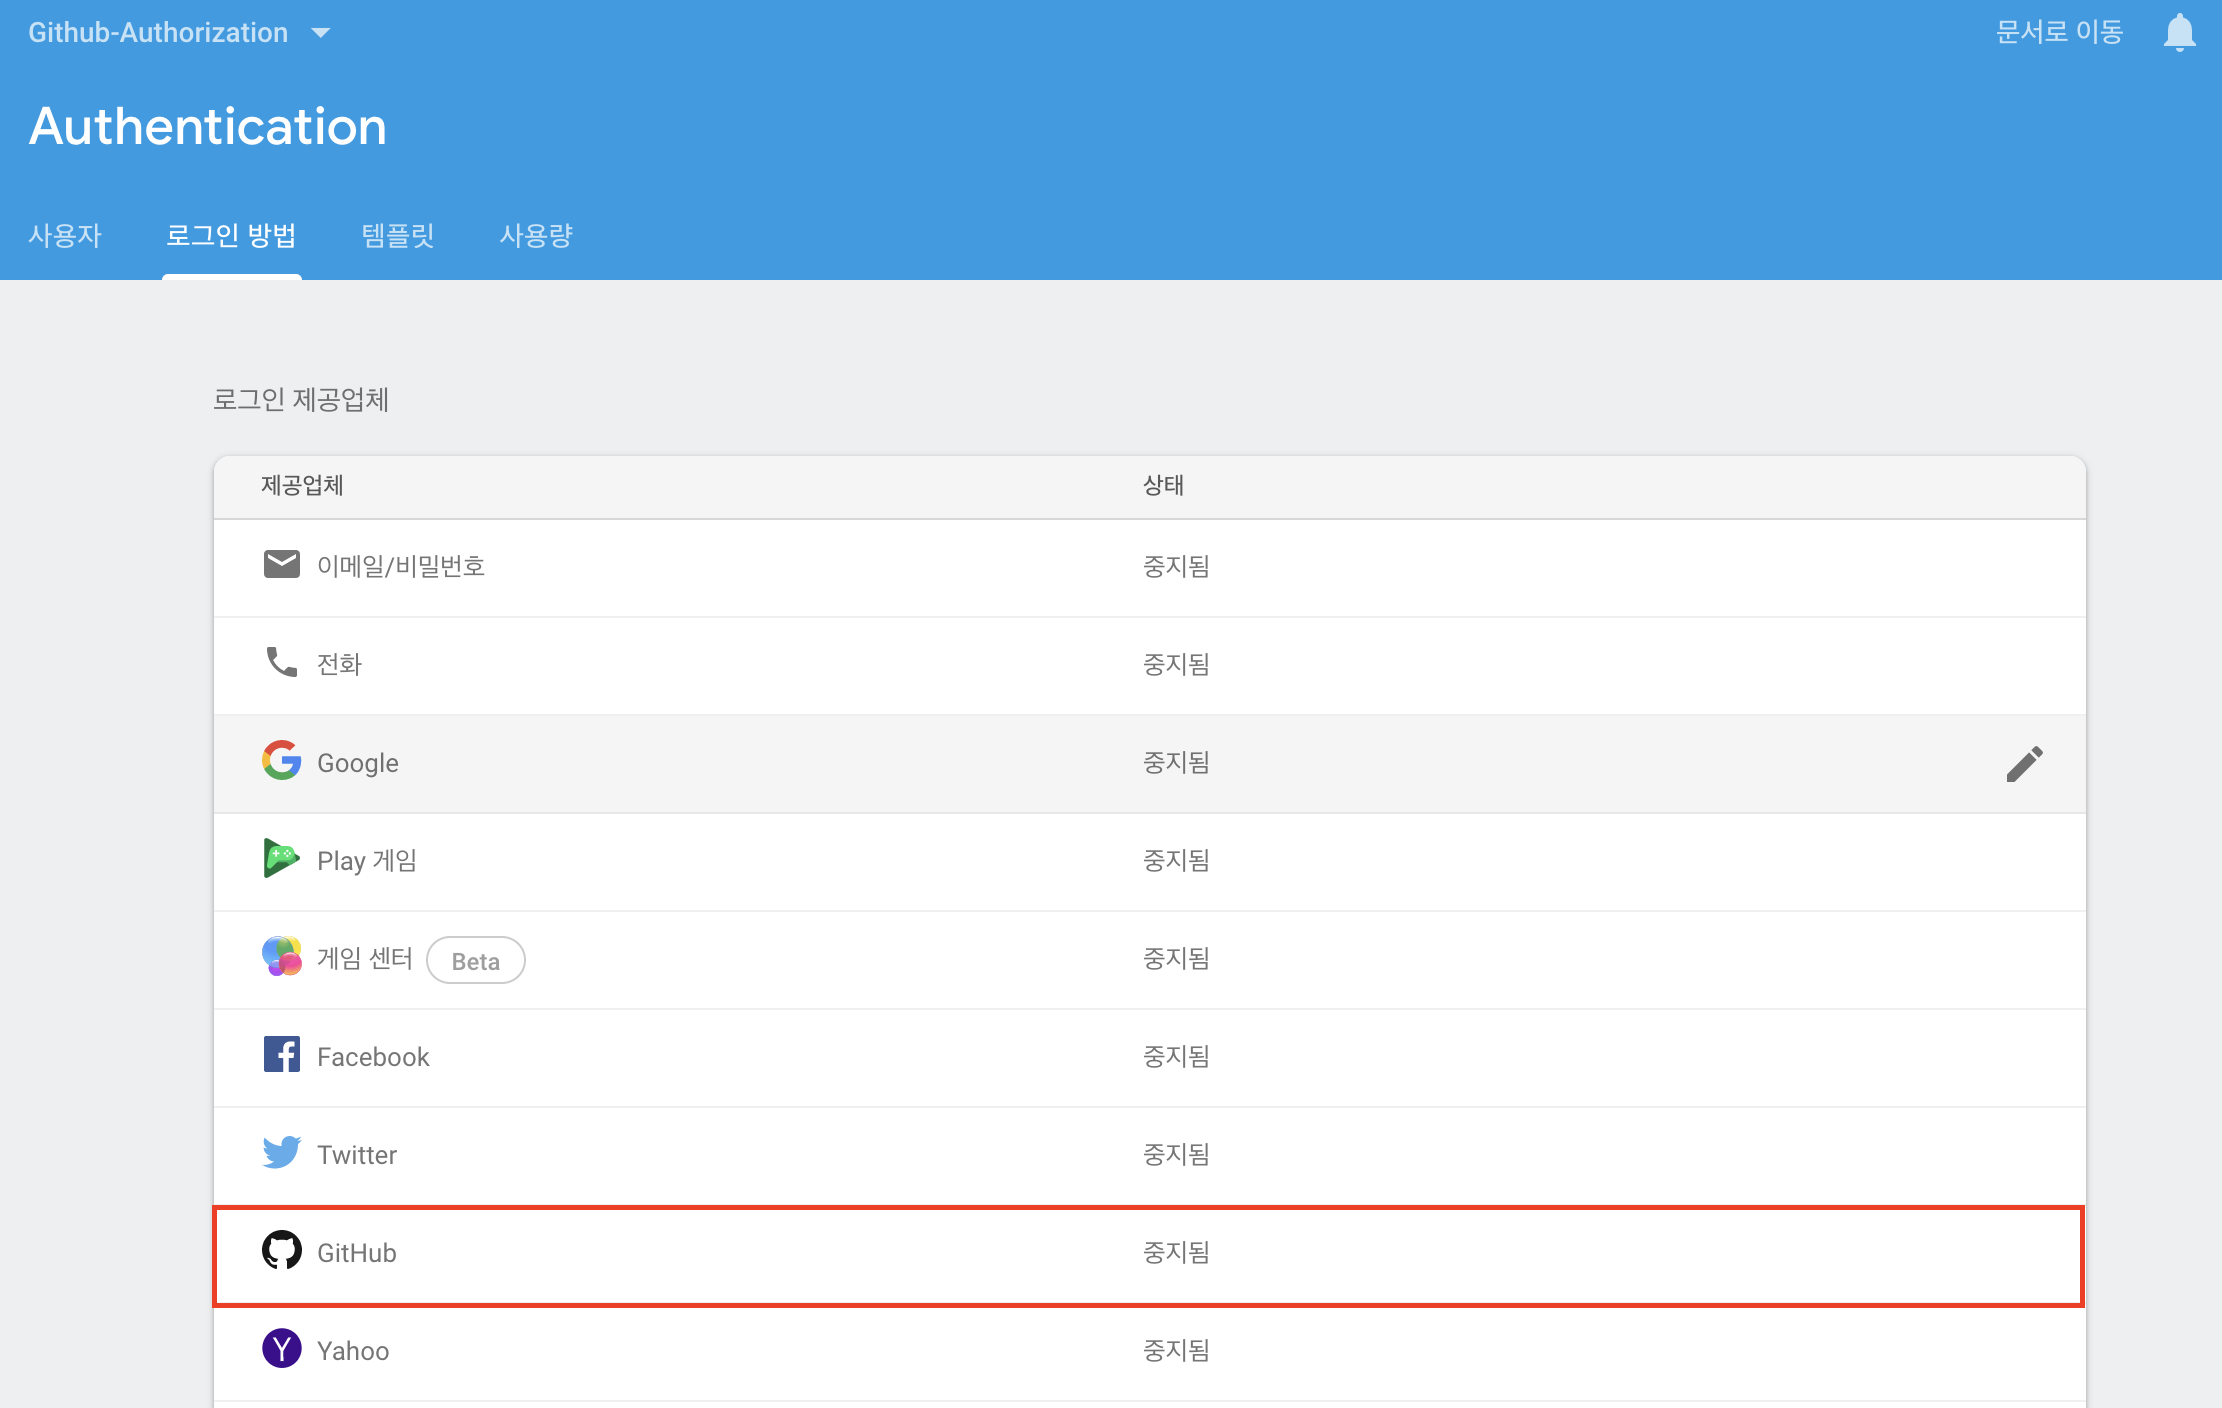 Github-Authorization 문서로 이동
Authentication
사용자 로그인 방법 템플릿 사용량
로그인 제공업체
제공업체 상태
이메일/비밀번호 중지됨
전화 중지됨
Google 중지됨
Play 게임 중지됨
게임 센터 Beta 중지됨
Facebook 중지됨
Twitter 중지됨
GitHub 중지됨
Yahoo 중지됨